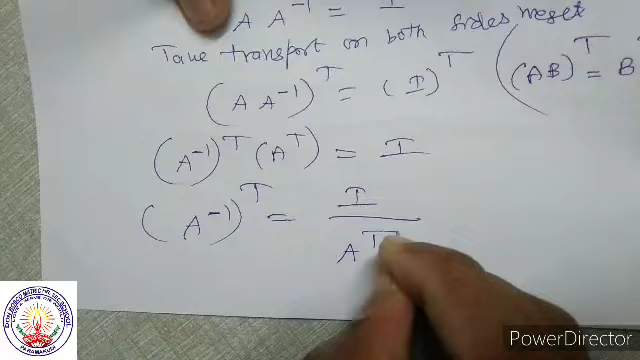 A A⁻¹ = I
Take transport on both sides we get
(A A⁻¹)ᵀ = (I)ᵀ ((AB)ᵀ = B
(A⁻¹)ᵀ (Aᵀ) = I
(A⁻¹)ᵀ = I / Aᵀ
PowerDirector